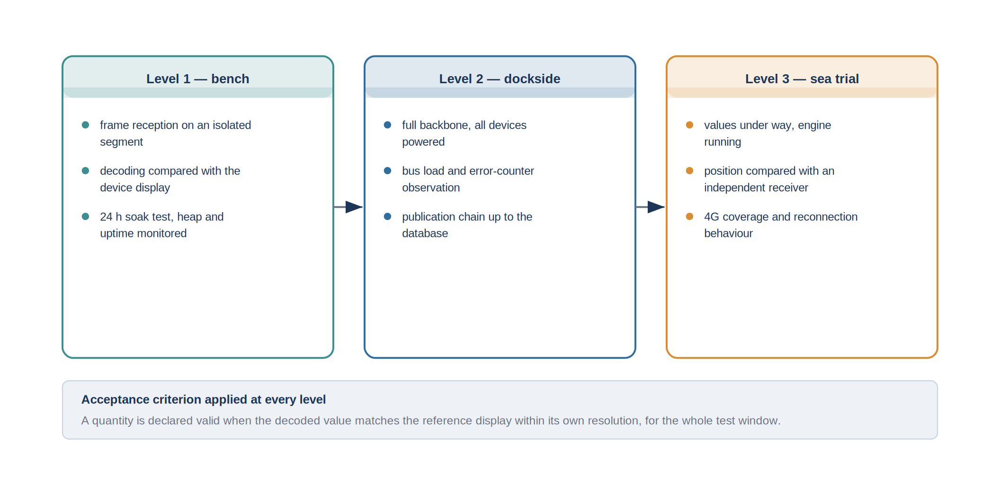 Level 1 — bench
frame reception on an isolated
segment
decoding compared with the
device display
24 h soak test, heap and
uptime monitored
Level 2 — dockside
full backbone, all devices
powered
bus load and error-counter
observation
publication chain up to the
database
Level 3 — sea trial
values under way, engine
running
position compared with an
independent receiver
4G coverage and reconnection
behaviour
Acceptance criterion applied at every level
A quantity is declared valid when the decoded value matches the reference display within its own resolution, for the whole test window.